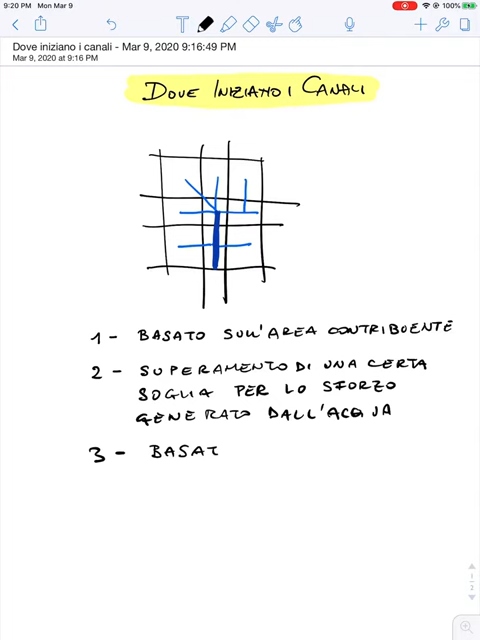 9:20 PM Mon Mar 9
100%
Dove iniziano i canali - Mar 9, 2020 9:16:49 PM
Mar 9, 2020 at 9:16 PM
DOVE INIZIANO I CANALI
1 - BASATO SULL'AREA CONTRIBUENTE
2 - SUPERAMENTO DI UNA CERTA
SOGLIA PER LO SFORZO
GENERATO DALL'ACQUA
3 - BASAT
1
2